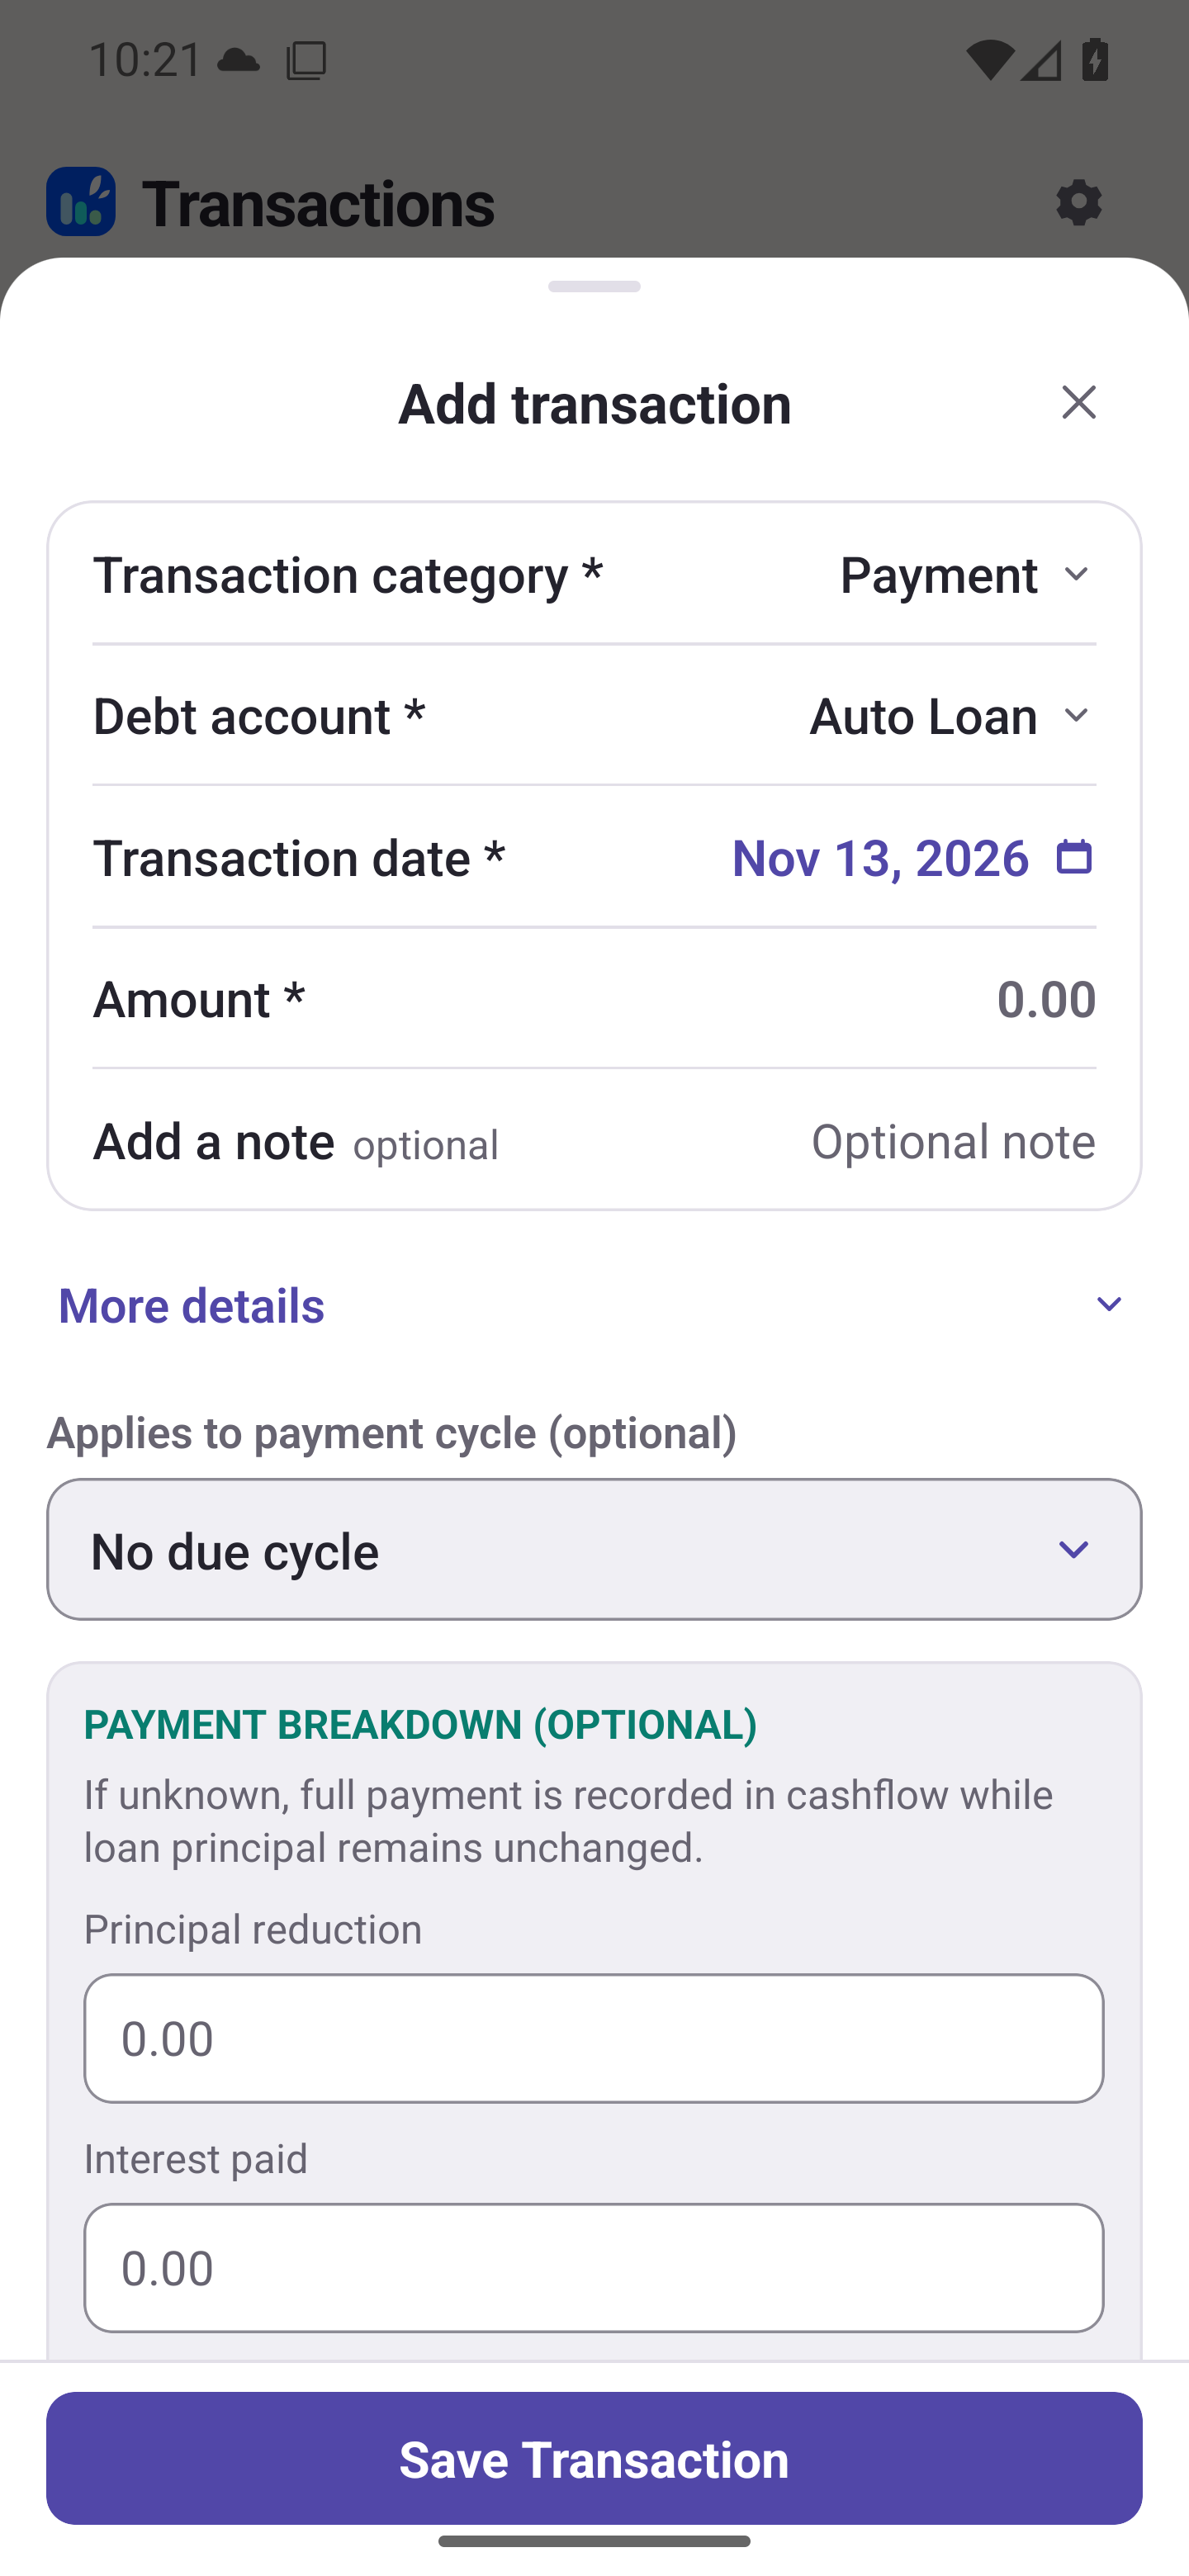 10:21
Transactions
Add transaction
Transaction category * Payment
Debt account * Auto Loan
Transaction date * Nov 13, 2026
Amount * 0.00
Add a note optional Optional note
More details
Applies to payment cycle (optional)
No due cycle
PAYMENT BREAKDOWN (OPTIONAL)
If unknown, full payment is recorded in cashflow while
loan principal remains unchanged.
Principal reduction
0.00
Interest paid
0.00
Save Transaction